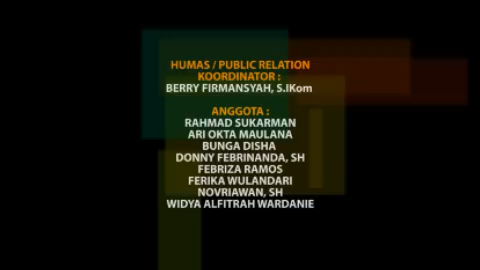 HUMAS / PUBLIC RELATION
KOORDINATOR :
BERRY FIRMANSYAH, S.IKom
ANGGOTA :
RAHMAD SUKARMAN
ARI OKTA MAULANA
BUNGA DISHA
DONNY FEBRINANDA, SH
FEBRIZA RAMOS
FERIKA WULANDARI
NOVRIAWAN, SH
WIDYA ALFITRAH WARDANIE